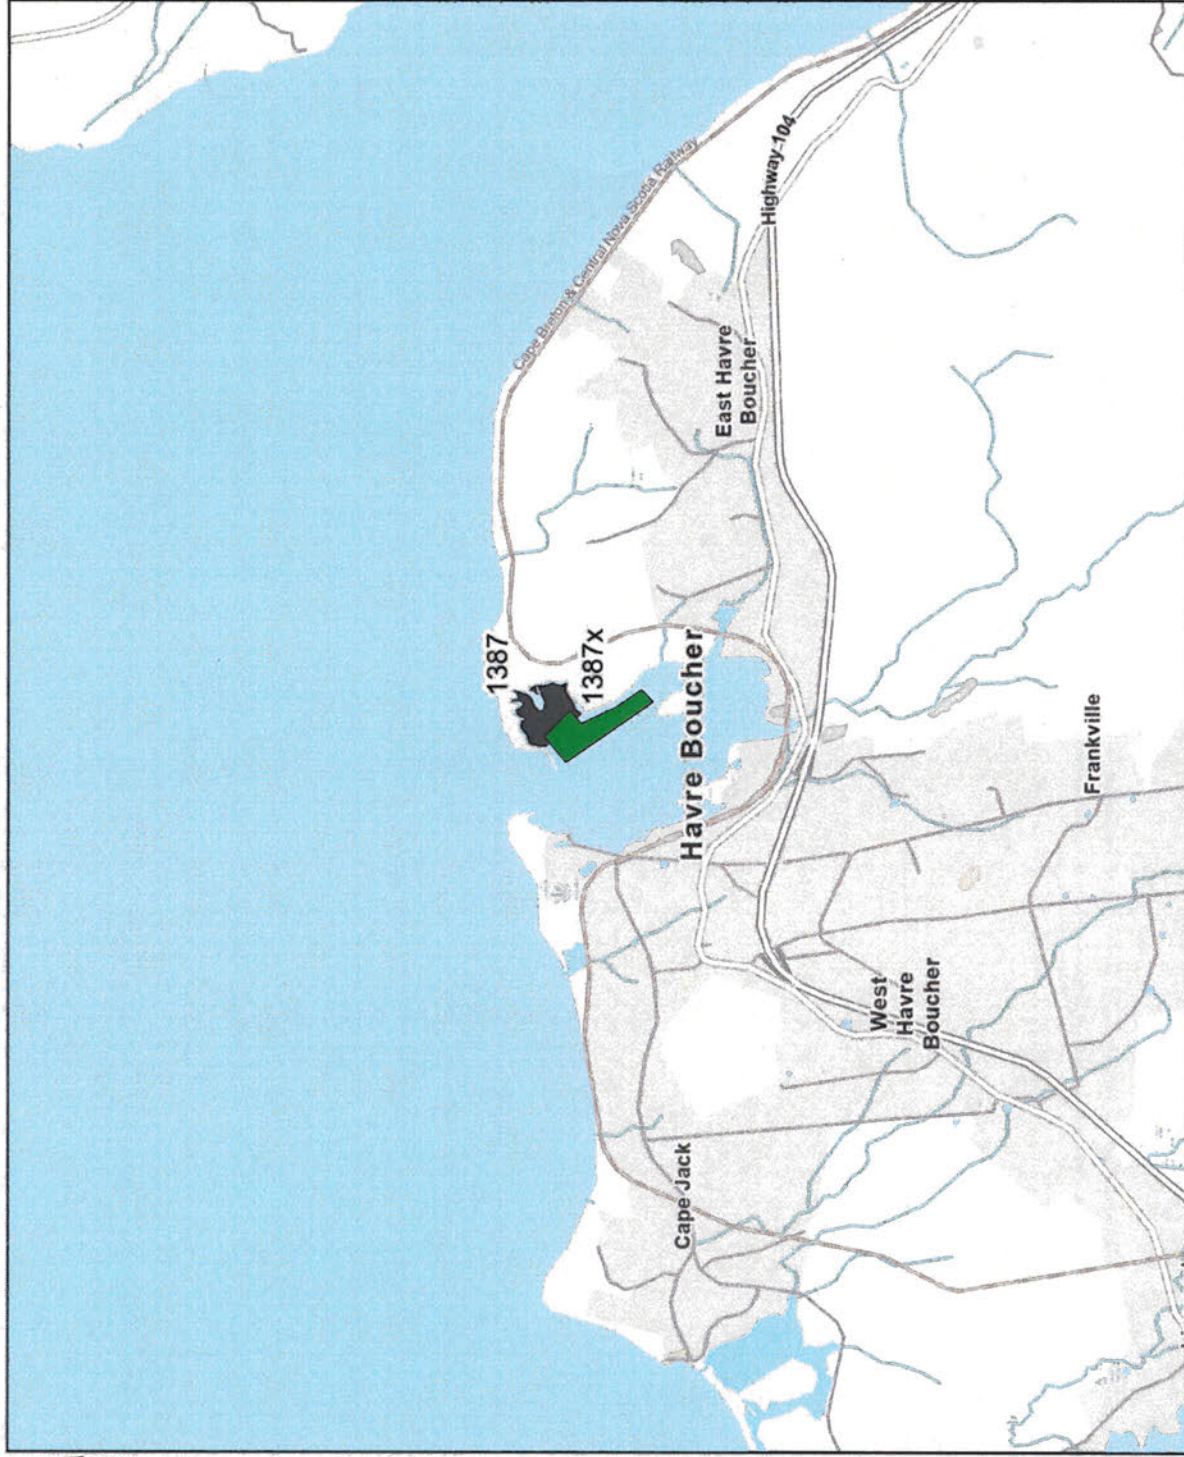 Cape Breton & Central Nova Scotia Railway
Highway 104
East Havre
Boucher
1387
1387x
Havre Boucher
Frankville
West
Havre
Boucher
Cape Jack